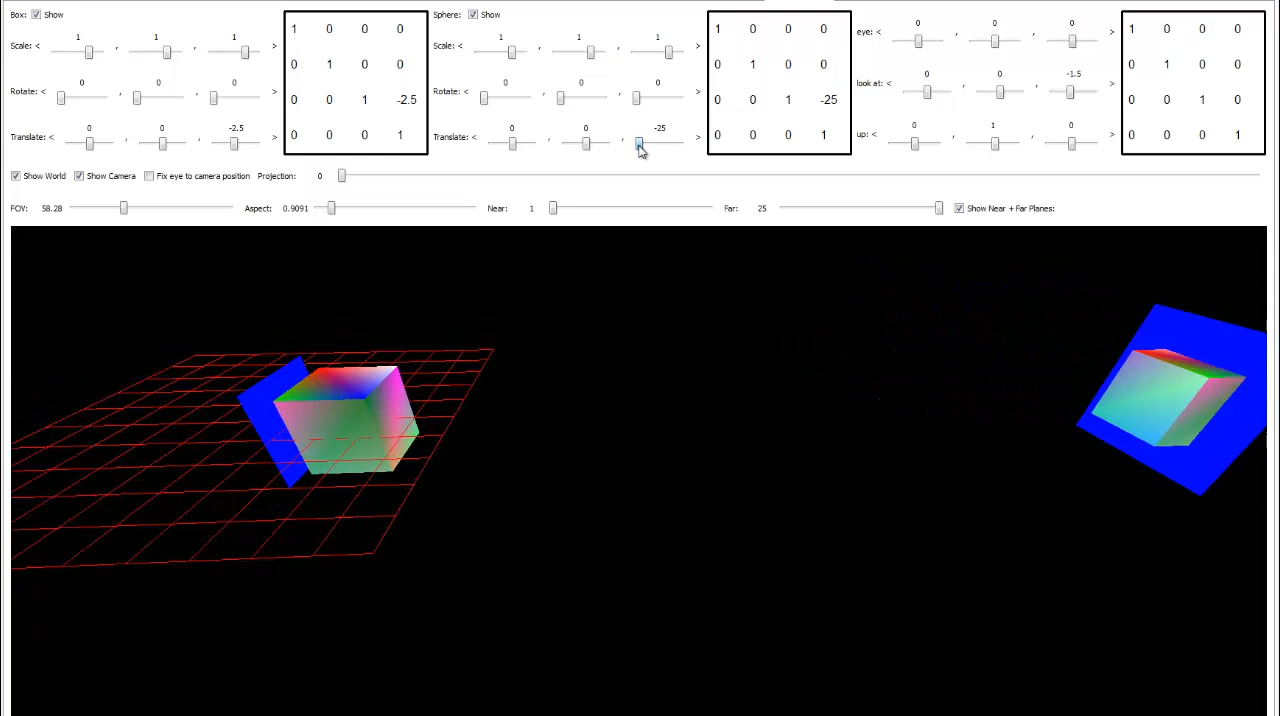 Box: Show
1 1 1
Scale: < , , >
0 0 0
Rotate: < , , >
0 0 -2.5
Translate: < , , >
1 0 0 0
0 1 0 0
0 0 1 -2.5
0 0 0 1
Sphere: Show
1 1 1
Scale: < , , >
0 0 0
Rotate: < , , >
0 0 -25
Translate: < , , >
1 0 0 0
0 1 0 0
0 0 1 -25
0 0 0 1
0 0 0
eye: < , , >
0 0 -1.5
look at: < , , >
0 1 0
up: < , , >
1 0 0 0
0 1 0 0
0 0 1 0
0 0 0 1
Show World Show Camera Fix eye to camera position Projection: 0
FOV: 58.28 Aspect: 0.9091 Near: 1 Far: 25 Show Near + Far Planes: